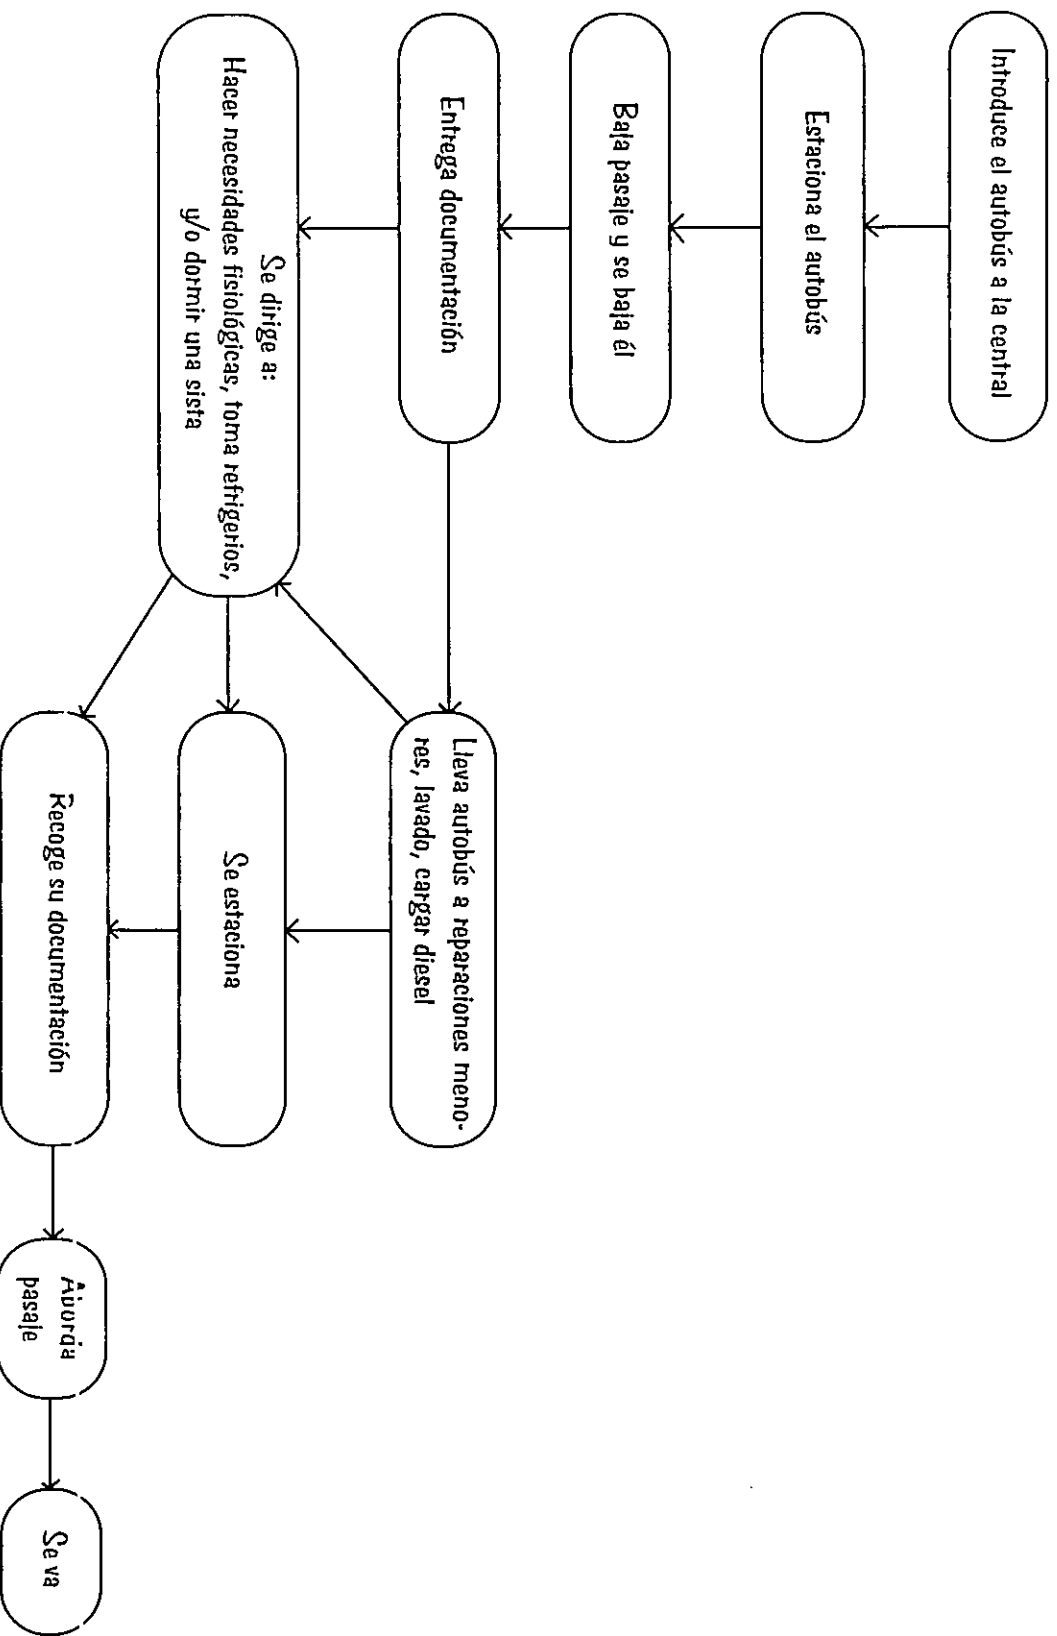 Introduce el autobús a la central
Estaciona el autobús
Baja pasaje y se baja él
Entrega documentación
Se dirige a:
Hacer necesidades fisiológicas, toma refrigerios,
y/o dormir una sista
Lleva autobús a reparaciones meno-
res, lavado, cargar diesel
Se estaciona
Recoge su documentación
Aborda
pasaje
Se va